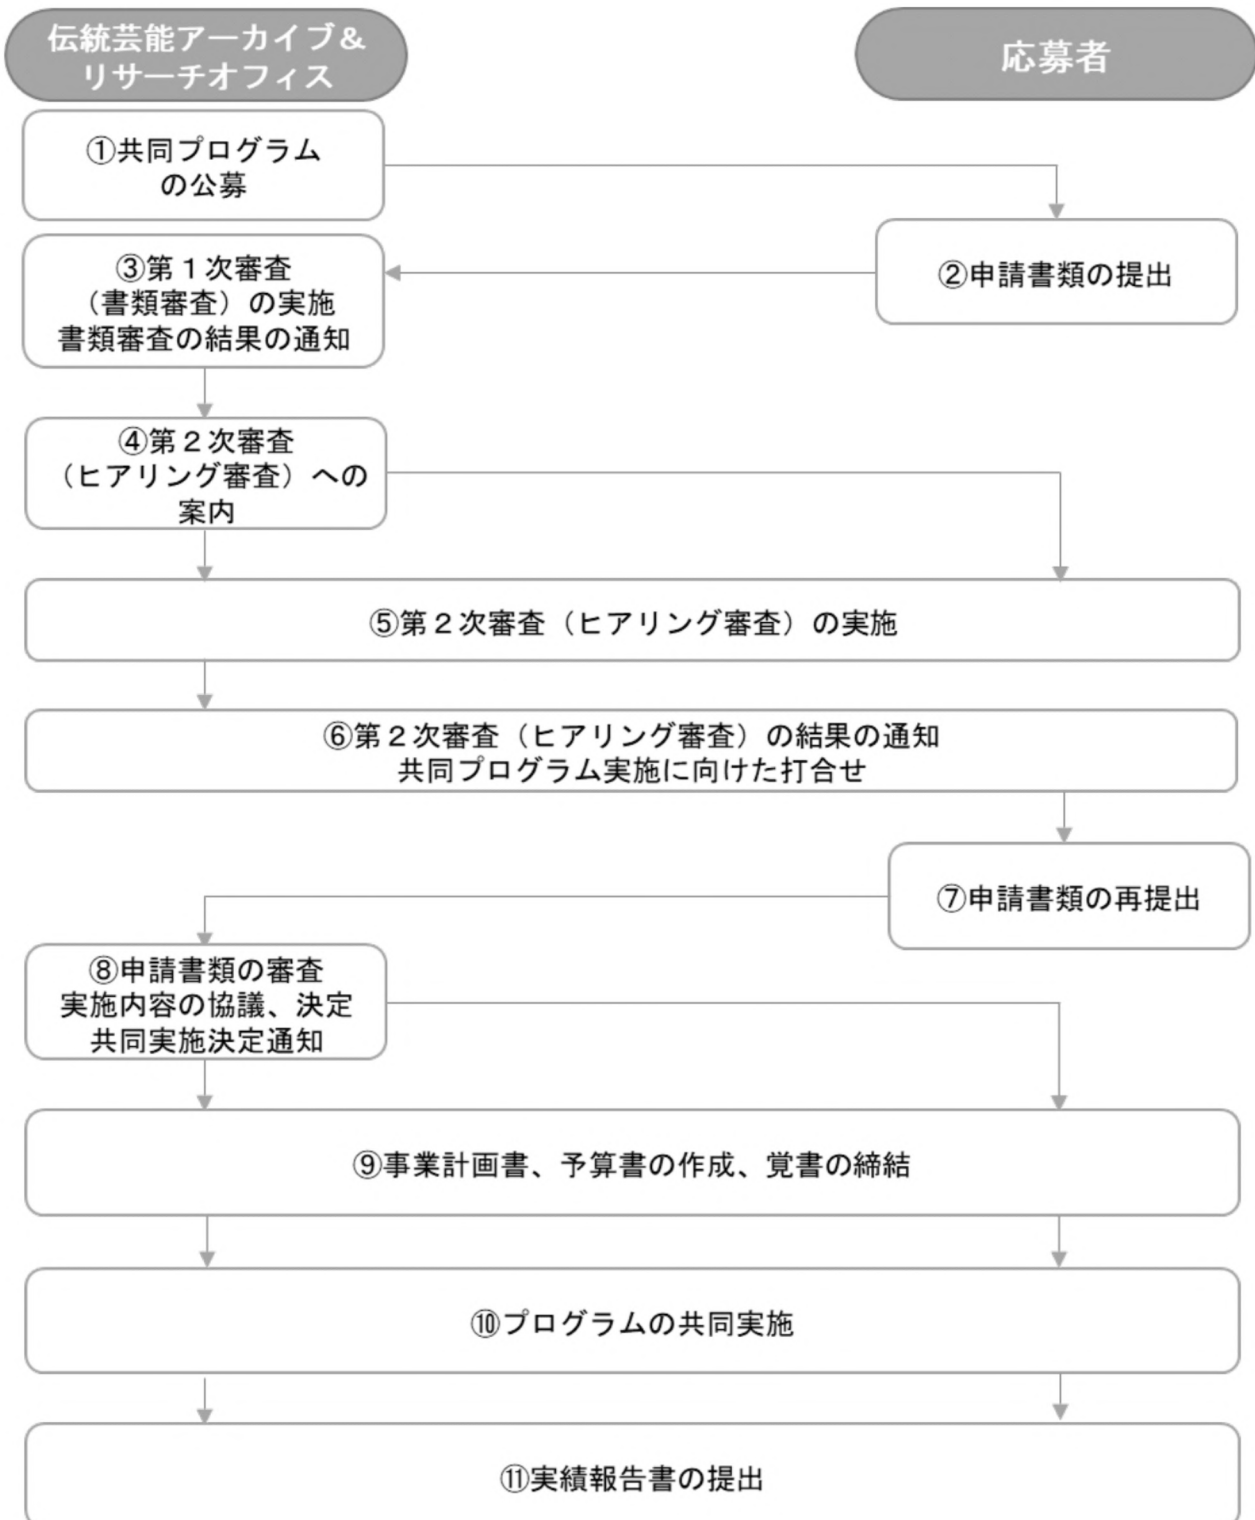 伝統芸能アーカイブ&
リサーチオフィス
応募者
①共同プログラム
の公募
②申請書類の提出
③第１次審査
（書類審査）の実施
書類審査の結果の通知
④第２次審査
（ヒアリング審査）への
案内
⑤第２次審査（ヒアリング審査）の実施
⑥第２次審査（ヒアリング審査）の結果の通知
共同プログラム実施に向けた打合せ
⑦申請書類の再提出
⑧申請書類の審査
実施内容の協議、決定
共同実施決定通知
⑨事業計画書、予算書の作成、覚書の締結
⑩プログラムの共同実施
⑪実績報告書の提出